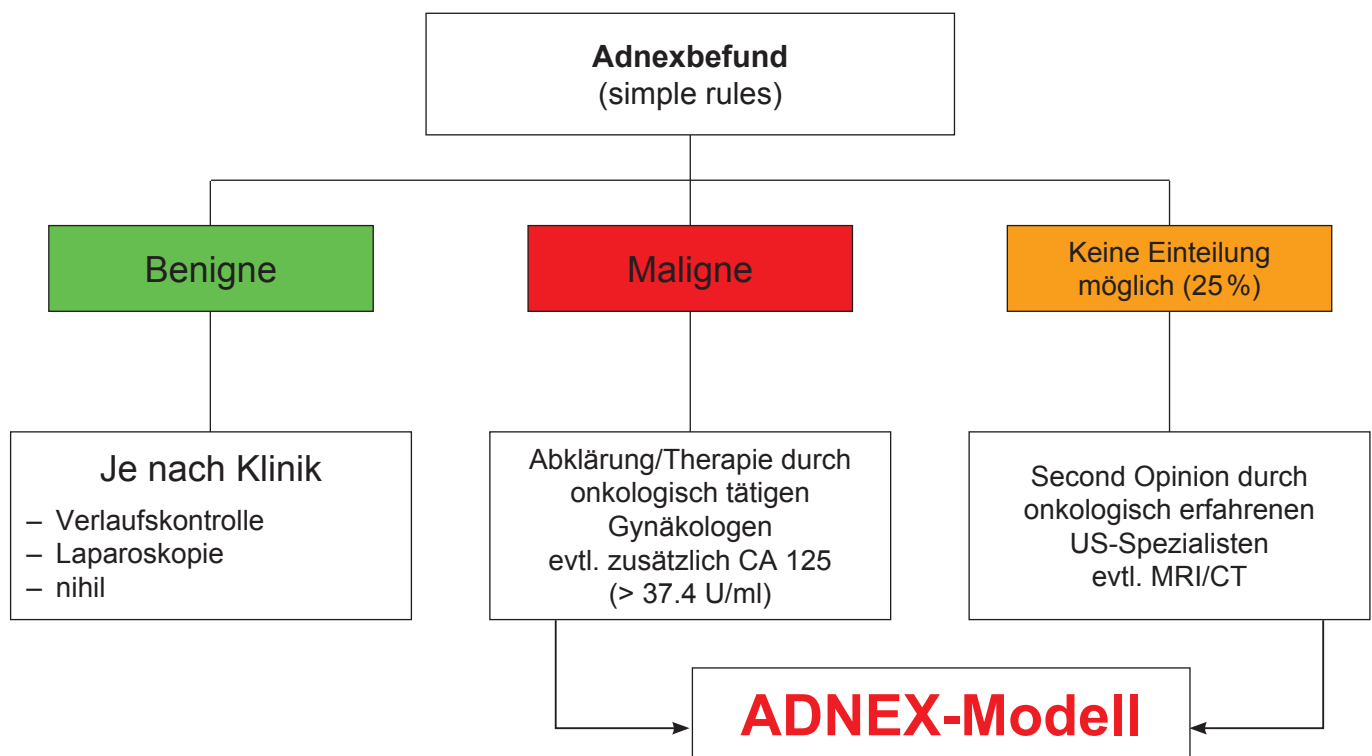 Adnexbefund
(simple rules)
Benigne
Maligne
Keine Einteilung
möglich (25 %)
Je nach Klinik
– Verlaufskontrolle
– Laparoskopie
– nihil
Abklärung/Therapie durch
onkologisch tätigen
Gynäkologen
evtl. zusätzlich CA 125
(> 37.4 U/ml)
Second Opinion durch
onkologisch erfahrenen
US-Spezialisten
evtl. MRI/CT
ADNEX-Modell